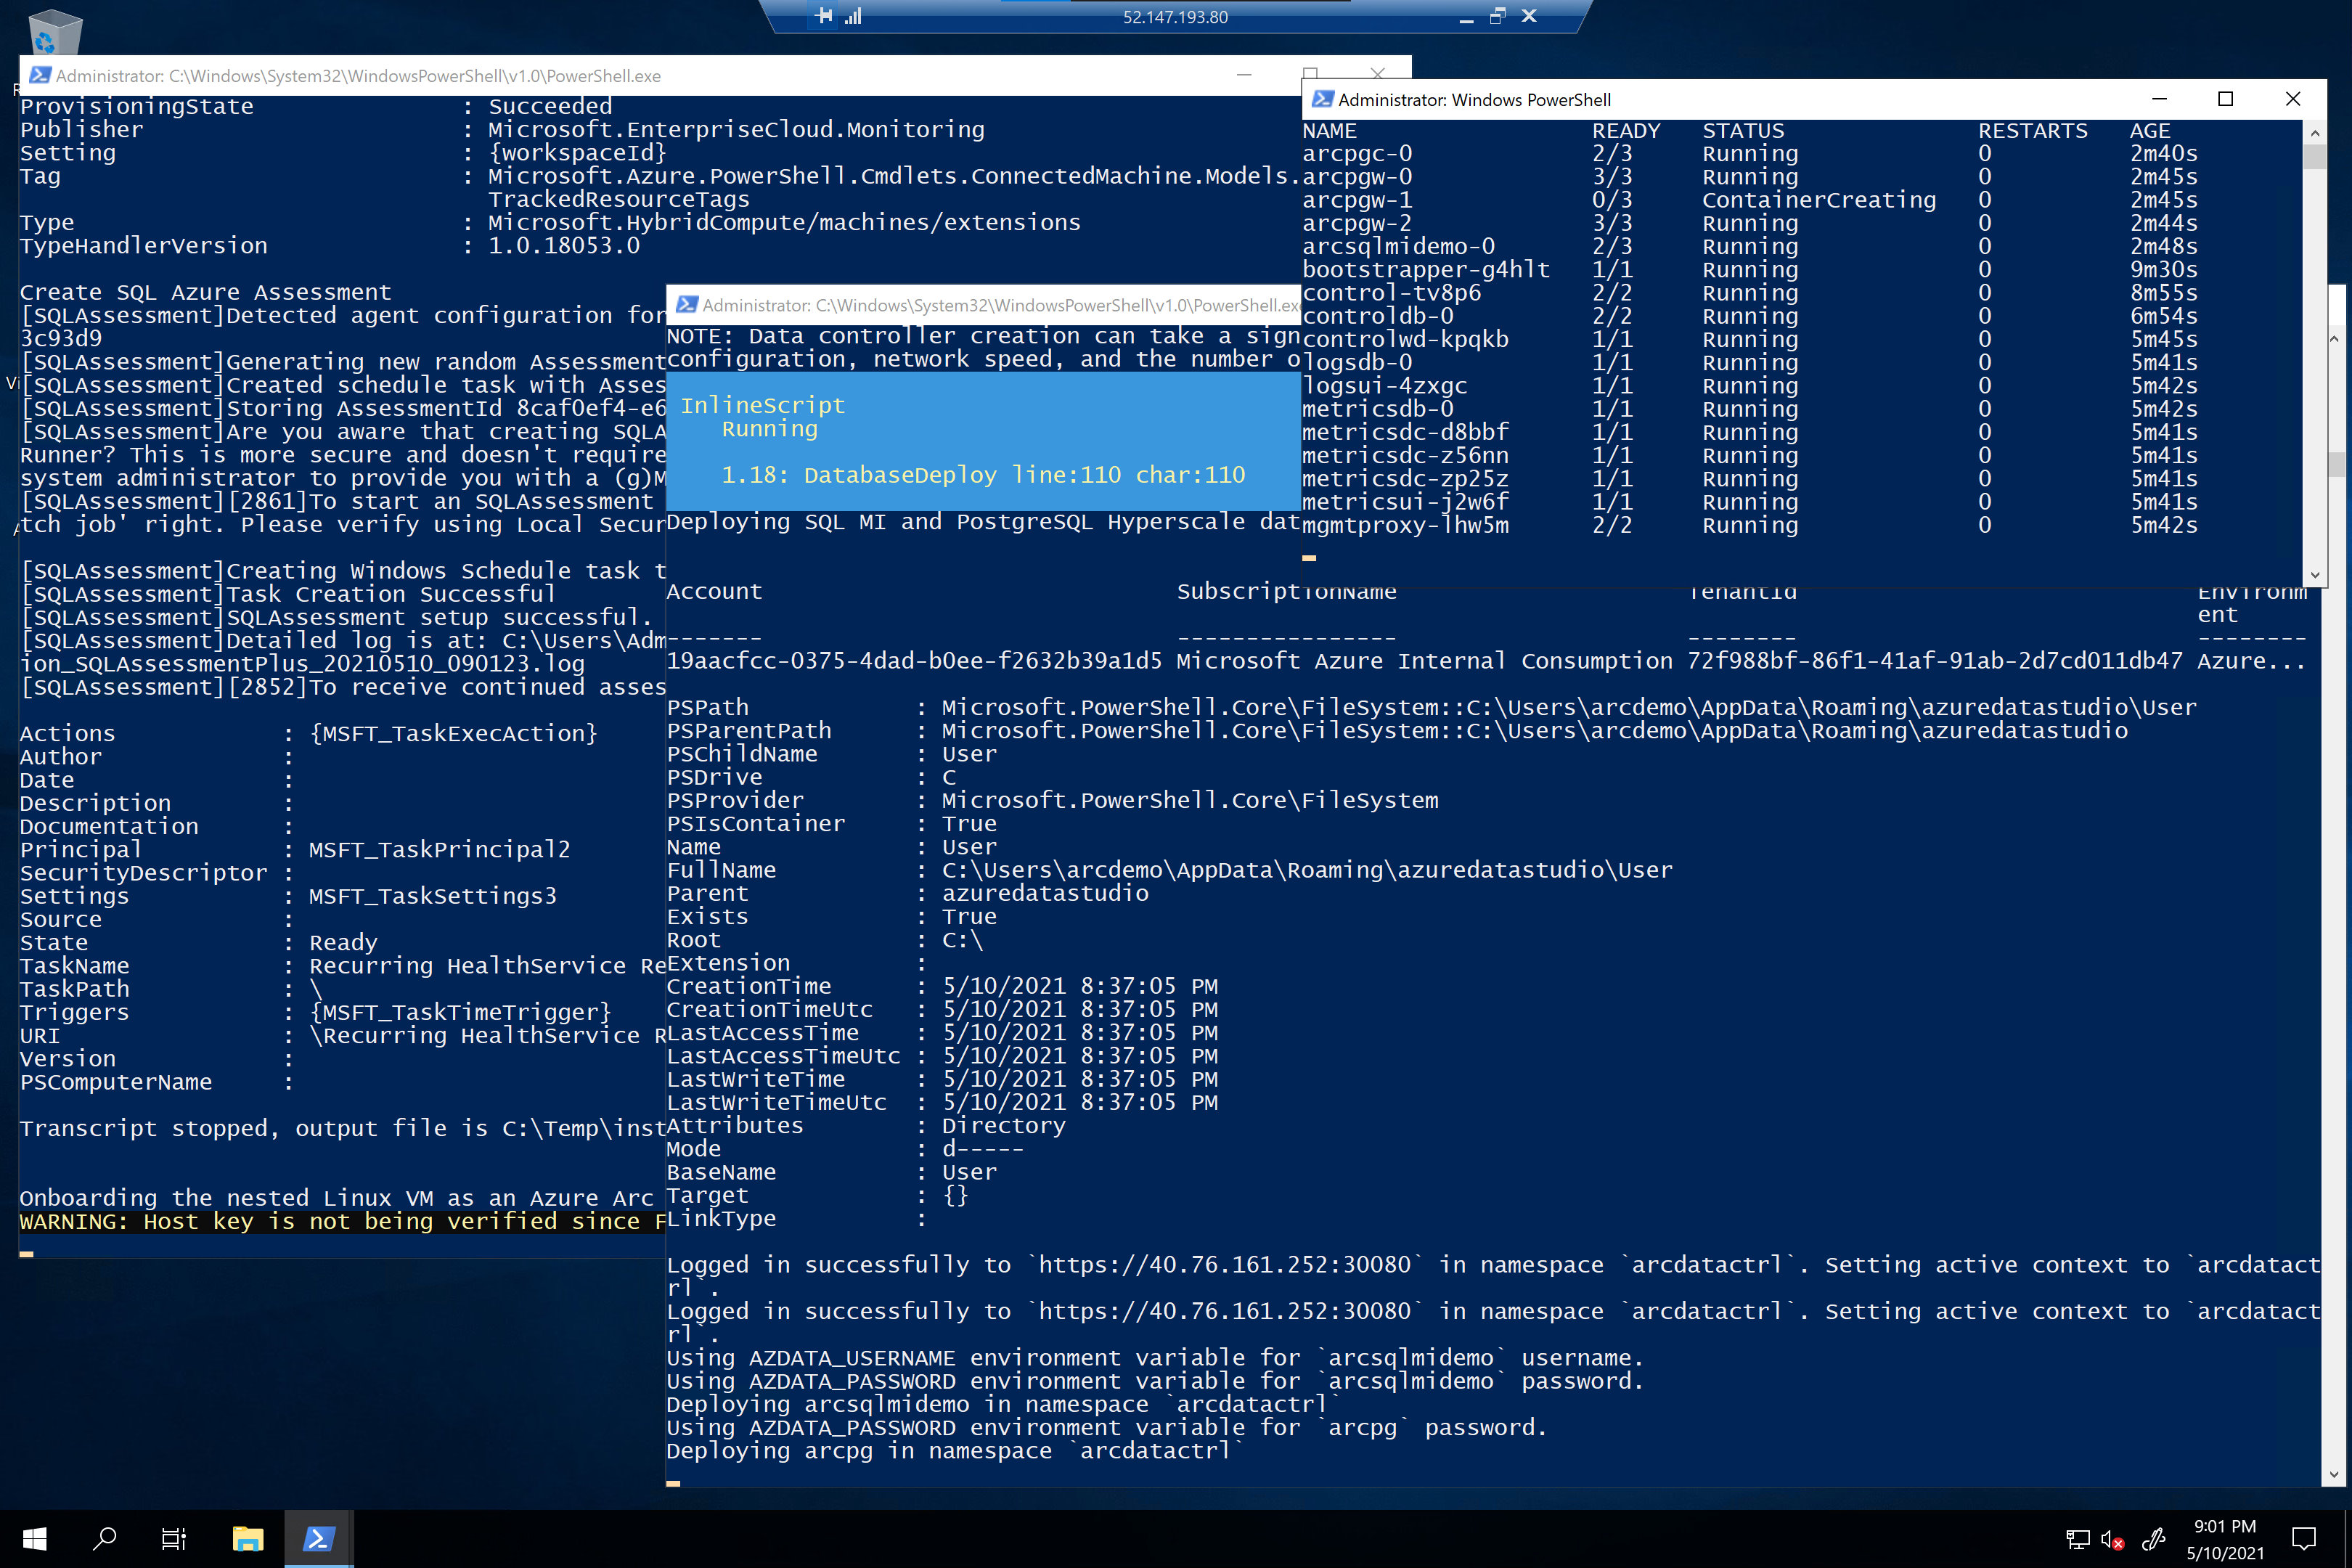 52.147.193.80
Administrator: C:\Windows\System32\WindowsPowerShell\v1.0\PowerShell.exe
ProvisioningState : Succeeded
Publisher : Microsoft.EnterpriseCloud.Monitoring
Setting : {workspaceId}
Tag : Microsoft.Azure.PowerShell.Cmdlets.ConnectedMachine.Models.
TrackedResourceTags
Type : Microsoft.HybridCompute/machines/extensions
TypeHandlerVersion : 1.0.18053.0
Create SQL Azure Assessment
[SQLAssessment]Detected agent configuration for
3c93d9
[SQLAssessment]Generating new random Assessment
[SQLAssessment]Created schedule task with Asses
[SQLAssessment]Storing AssessmentId 8caf0ef4-e6
[SQLAssessment]Are you aware that creating SQLA
Runner? This is more secure and doesn't require
system administrator to provide you with a (g)M
[SQLAssessment][2861]To start an SQLAssessment
tch job' right. Please verify using Local Secur
[SQLAssessment]Creating Windows Schedule task t
[SQLAssessment]Task Creation Successful
[SQLAssessment]SQLAssessment setup successful.
[SQLAssessment]Detailed log is at: C:\Users\Adm
ion_SQLAssessmentPlus_20210510_090123.log
[SQLAssessment][2852]To receive continued asses
Actions : {MSFT_TaskExecAction}
Author :
Date :
Description :
Documentation :
Principal : MSFT_TaskPrincipal2
SecurityDescriptor :
Settings : MSFT_TaskSettings3
Source :
State : Ready
TaskName : Recurring HealthService Re
TaskPath : \
Triggers : {MSFT_TaskTimeTrigger}
URI : \Recurring HealthService R
Version :
PSComputerName :
Transcript stopped, output file is C:\Temp\inst
Onboarding the nested Linux VM as an Azure Arc
WARNING: Host key is not being verified since F
Administrator: C:\Windows\System32\WindowsPowerShell\v1.0\PowerShell.exe
NOTE: Data controller creation can take a sign
configuration, network speed, and the number o
InlineScript
Running
1.18: DatabaseDeploy line:110 char:110
Deploying SQL MI and PostgreSQL Hyperscale dat
Account SubscriptionName TenantId Environm
ent
------- ---------------- -------- --------
19aacfcc-0375-4dad-b0ee-f2632b39a1d5 Microsoft Azure Internal Consumption 72f988bf-86f1-41af-91ab-2d7cd011db47 Azure...
PSPath : Microsoft.PowerShell.Core\FileSystem::C:\Users\arcdemo\AppData\Roaming\azuredatastudio\User
PSParentPath : Microsoft.PowerShell.Core\FileSystem::C:\Users\arcdemo\AppData\Roaming\azuredatastudio
PSChildName : User
PSDrive : C
PSProvider : Microsoft.PowerShell.Core\FileSystem
PSIsContainer : True
Name : User
FullName : C:\Users\arcdemo\AppData\Roaming\azuredatastudio\User
Parent : azuredatastudio
Exists : True
Root : C:\
Extension :
CreationTime : 5/10/2021 8:37:05 PM
CreationTimeUtc : 5/10/2021 8:37:05 PM
LastAccessTime : 5/10/2021 8:37:05 PM
LastAccessTimeUtc : 5/10/2021 8:37:05 PM
LastWriteTime : 5/10/2021 8:37:05 PM
LastWriteTimeUtc : 5/10/2021 8:37:05 PM
Attributes : Directory
Mode : d-----
BaseName : User
Target : {}
LinkType :
Logged in successfully to `https://40.76.161.252:30080` in namespace `arcdatactrl`. Setting active context to `arcdatact
rl`.
Logged in successfully to `https://40.76.161.252:30080` in namespace `arcdatactrl`. Setting active context to `arcdatact
rl`.
Using AZDATA_USERNAME environment variable for `arcsqlmidemo` username.
Using AZDATA_PASSWORD environment variable for `arcsqlmidemo` password.
Deploying arcsqlmidemo in namespace `arcdatactrl`
Using AZDATA_PASSWORD environment variable for `arcpg` password.
Deploying arcpg in namespace `arcdatactrl`
Administrator: Windows PowerShell
NAME READY STATUS RESTARTS AGE
arcpgc-0 2/3 Running 0 2m40s
arcpgw-0 3/3 Running 0 2m45s
arcpgw-1 0/3 ContainerCreating 0 2m45s
arcpgw-2 3/3 Running 0 2m44s
arcsqlmidemo-0 2/3 Running 0 2m48s
bootstrapper-g4hlt 1/1 Running 0 9m30s
control-tv8p6 2/2 Running 0 8m55s
controldb-0 2/2 Running 0 6m54s
controlwd-kpqkb 1/1 Running 0 5m45s
logsdb-0 1/1 Running 0 5m41s
logsui-4zxgc 1/1 Running 0 5m42s
metricsdb-0 1/1 Running 0 5m42s
metricsdc-d8bbf 1/1 Running 0 5m41s
metricsdc-z56nn 1/1 Running 0 5m41s
metricsdc-zp25z 1/1 Running 0 5m41s
metricsui-j2w6f 1/1 Running 0 5m41s
mgmtproxy-lhw5m 2/2 Running 0 5m42s
9:01 PM
5/10/2021